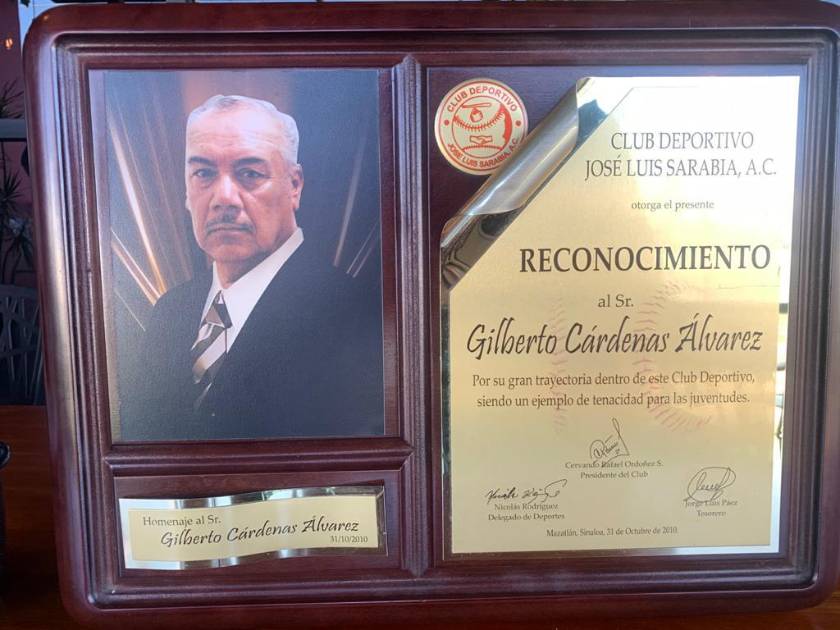 CLUB DEPORTIVO
JOSE LUIS SARABIA, A.C.
CLUB DEPORTIVO
JOSÉ LUIS SARABIA, A.C.
otorga el presente
RECONOCIMIENTO
al Sr.
Gilberto Cárdenas Álvarez
Por su gran trayectoria dentro de este Club Deportivo,
siendo un ejemplo de tenacidad para las juventudes.
Cervando Rafael Ordoñez S.
Presidente del Club
Nicolás Rodríguez
Delegado de Deportes
Jorge Luis Páez
Tesorero
Mazatlán, Sinaloa, 31 de Octubre de 2010.
Homenaje al Sr.
Gilberto Cárdenas Álvarez
31/10/2010